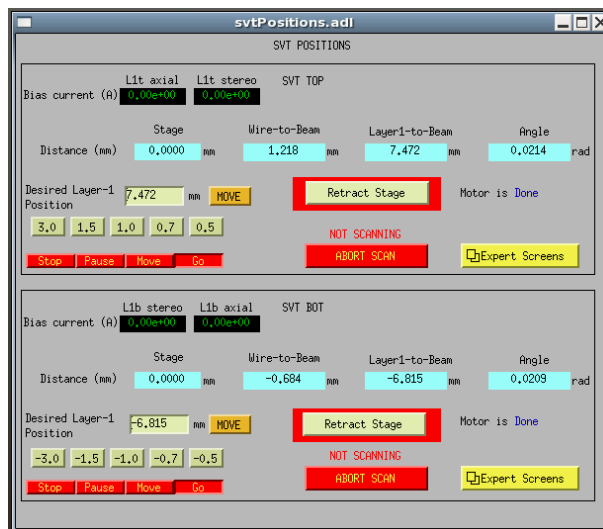 svtPositions.adl
SVT POSITIONS
L1t axial L1t stereo SVT TOP
Bias current (A) 0.00e+00 0.00e+00
Stage Wire-to-Beam Layer1-to-Beam Angle
Distance (mm) 0.0000 mm 1.218 mm 7.472 mm 0.0214 rad
Desired Layer-1 Position 7.472 mm MOVE Retract Stage Motor is Done
3.0 1.5 1.0 0.7 0.5
NOT SCANNING
Stop Pause Move Go ABORT SCAN Expert Screens
L1b stereo L1b axial SVT BOT
Bias current (A) 0.00e+00 0.00e+00
Stage Wire-to-Beam Layer1-to-Beam Angle
Distance (mm) 0.0000 mm -0.684 mm -6.815 mm 0.0209 rad
Desired Layer-1 Position -6.815 mm MOVE Retract Stage Motor is Done
-3.0 -1.5 -1.0 -0.7 -0.5
NOT SCANNING
Stop Pause Move Go ABORT SCAN Expert Screens